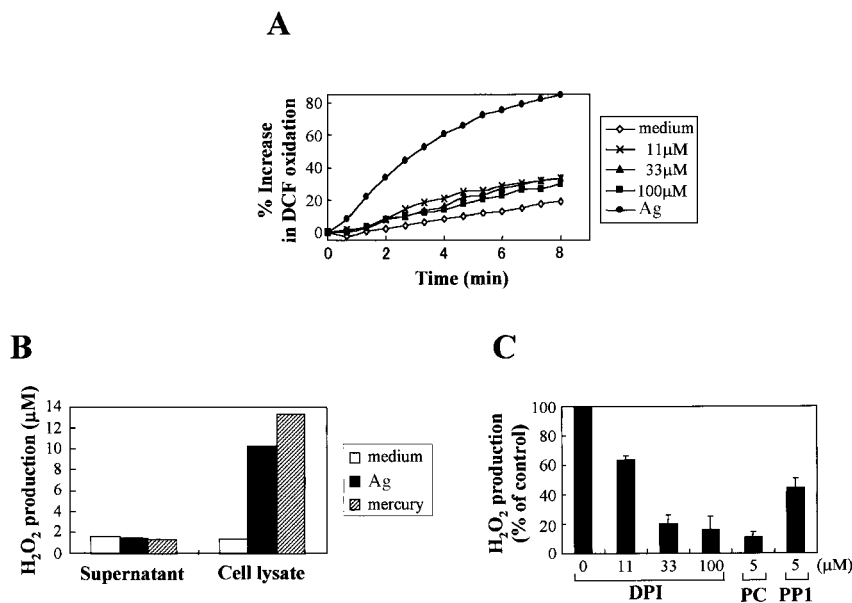 A
80
60
40
20
0
% Increase
in DCF oxidation
0 2 4 6 8
Time (min)
medium
11µM
33µM
100µM
Ag
B
14
12
10
8
6
4
2
0
H2O2 production (µM)
Supernatant Cell lysate
medium
Ag
mercury
C
100
80
60
40
20
0
H2O2 production
(% of control)
0 11 33 100 5 5 (µM)
DPI PC PP1